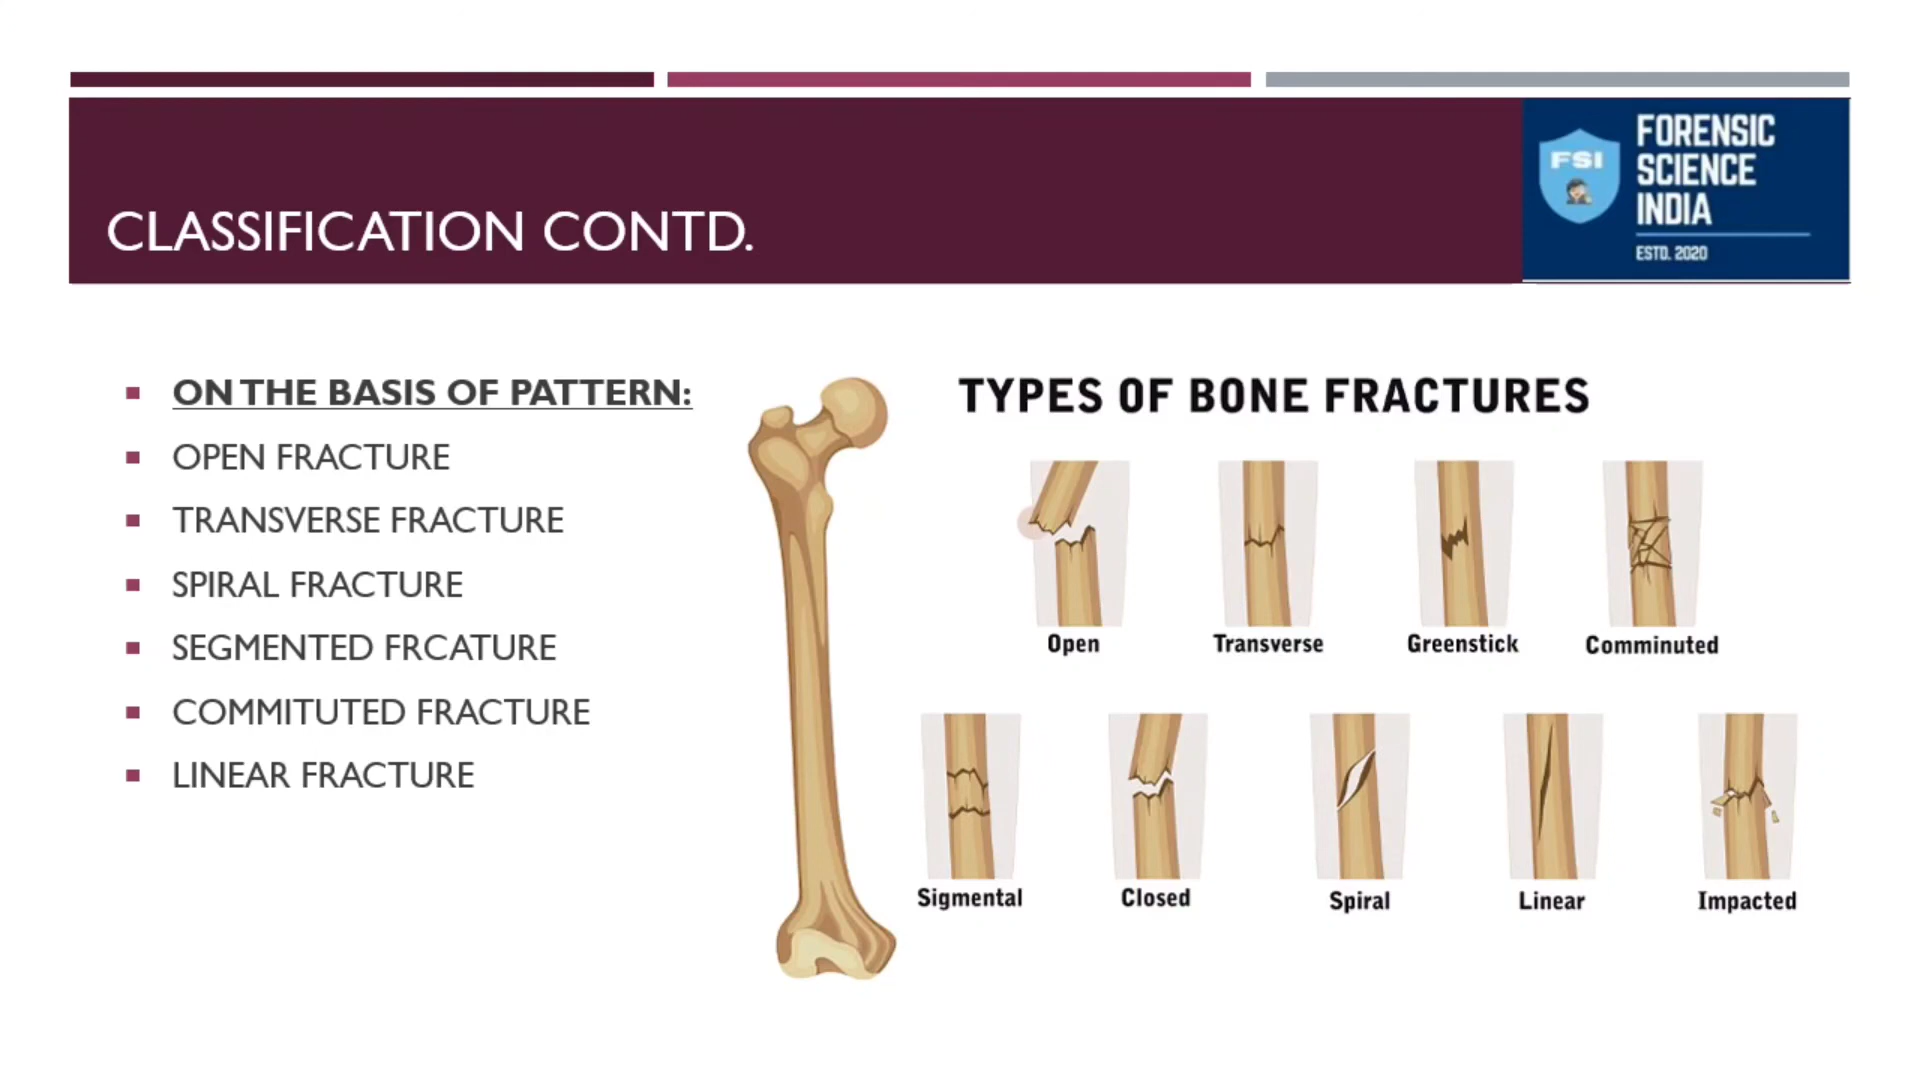 FORENSIC
SCIENCE
INDIA
ESTD. 2020
FSI
CLASSIFICATION CONTD.
ON THE BASIS OF PATTERN:
OPEN FRACTURE
TRANSVERSE FRACTURE
SPIRAL FRACTURE
SEGMENTED FRCATURE
COMMITUTED FRACTURE
LINEAR FRACTURE
TYPES OF BONE FRACTURES
Open Transverse Greenstick Comminuted
Sigmental Closed Spiral Linear Impacted